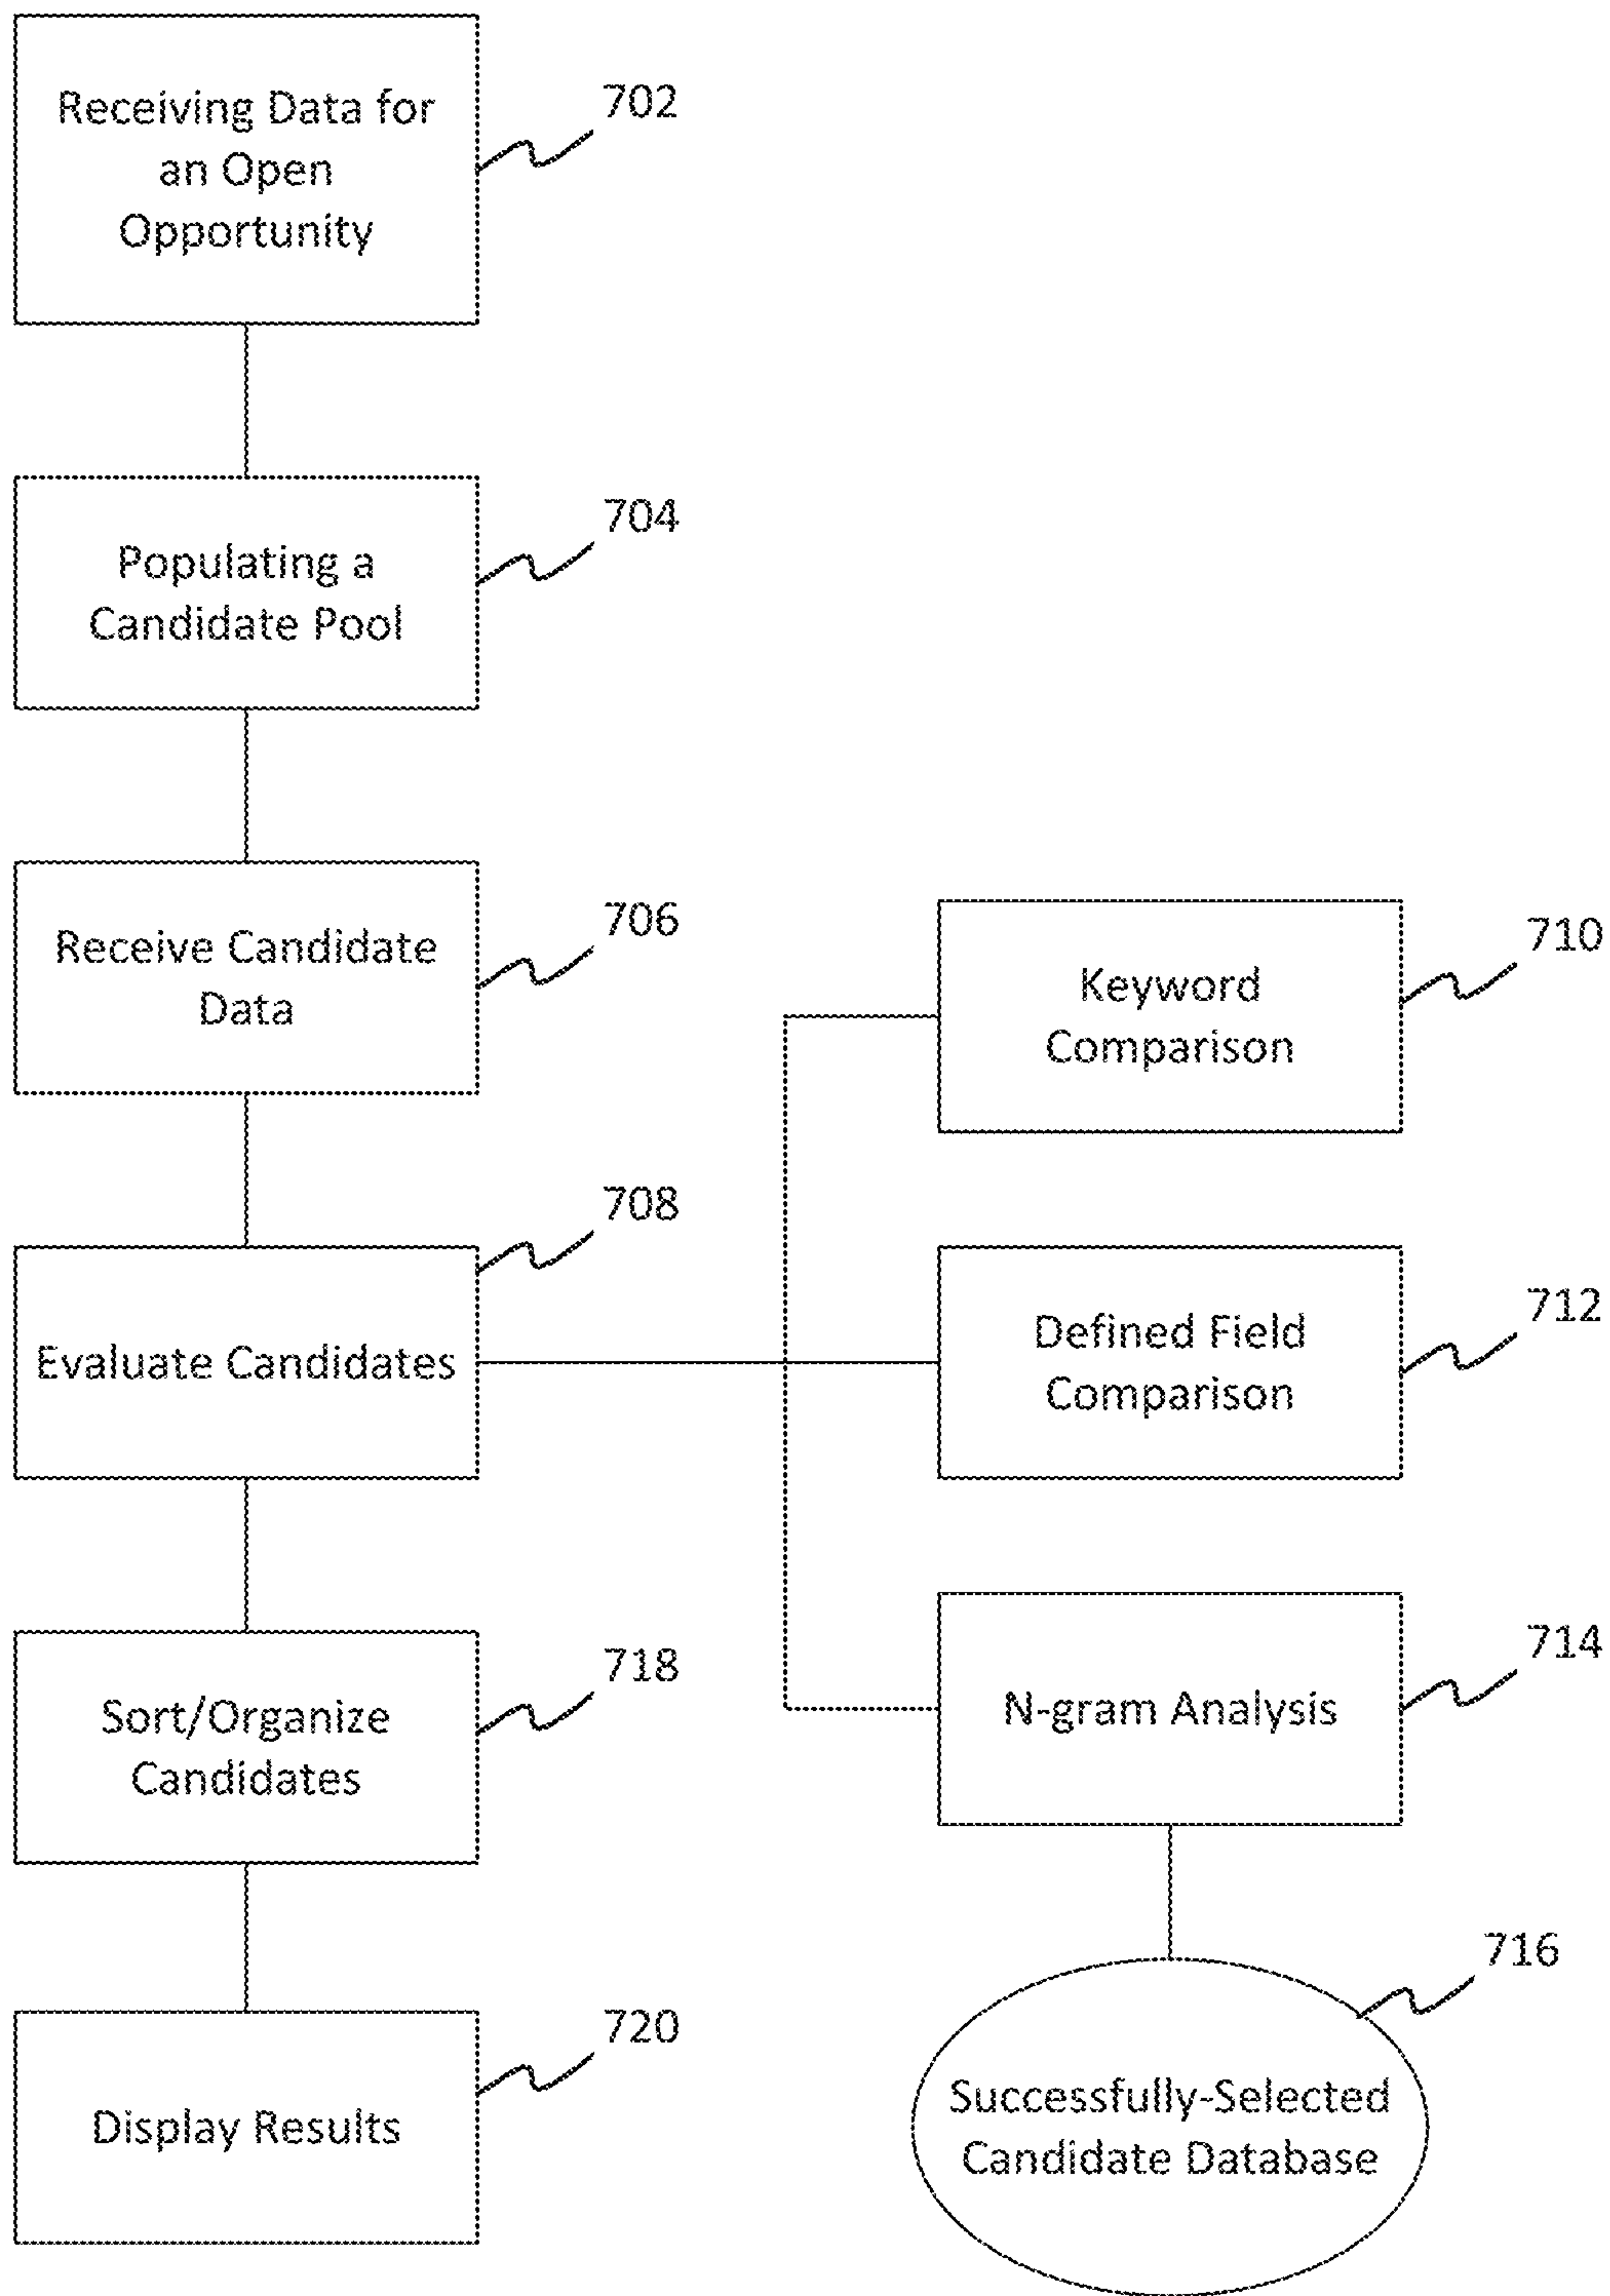 Receiving Data for
an Open
Opportunity
702
Populating a
Candidate Pool
704
Receive Candidate
Data
706
Evaluate Candidates
708
Keyword
Comparison
710
Defined Field
Comparison
712
N-gram Analysis
714
Successfully-Selected
Candidate Database
716
Sort/Organize
Candidates
718
Display Results
720